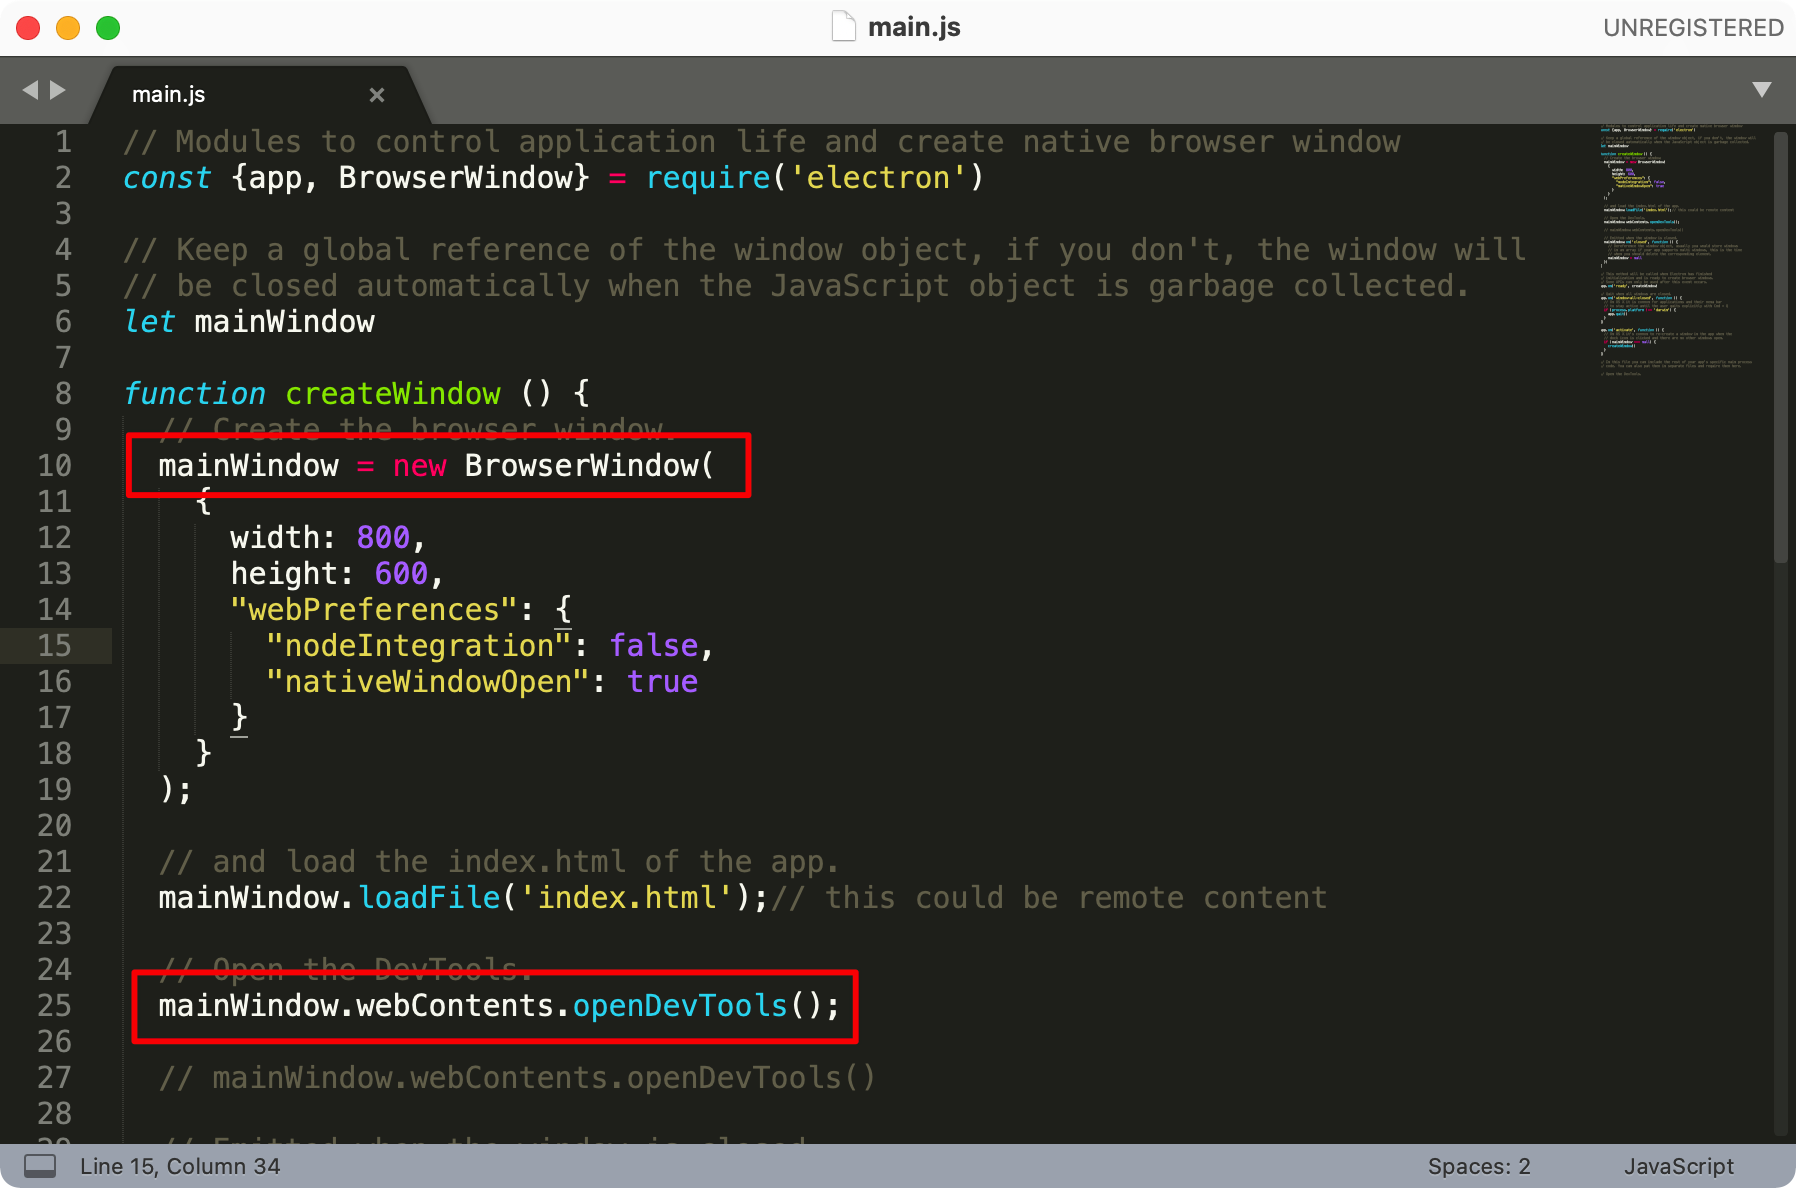 main.js
UNREGISTERED
main.js ×
1 // Modules to control application life and create native browser window
2 const {app, BrowserWindow} = require('electron')
3
4 // Keep a global reference of the window object, if you don't, the window will
5 // be closed automatically when the JavaScript object is garbage collected.
6 let mainWindow
7
8 function createWindow () {
9   // Create the browser window.
10   mainWindow = new BrowserWindow(
11     {
12       width: 800,
13       height: 600,
14       "webPreferences": {
15         "nodeIntegration": false,
16         "nativeWindowOpen": true
17       }
18     }
19   );
20
21   // and load the index.html of the app.
22   mainWindow.loadFile('index.html');// this could be remote content
23
24   // Open the DevTools.
25   mainWindow.webContents.openDevTools();
26
27   // mainWindow.webContents.openDevTools()
28
29   // Emitted when the window is closed
Line 15, Column 34
Spaces: 2
JavaScript